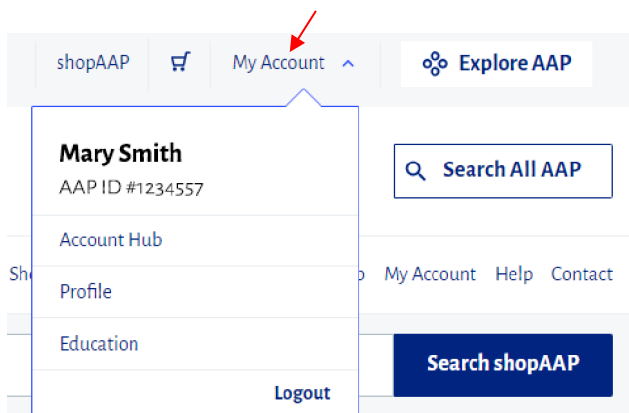 shopAAP My Account Explore AAP
Mary Smith
AAP ID #1234557
Search All AAP
Account Hub
My Account Help Contact
Profile
Education
Search shopAAP
Logout